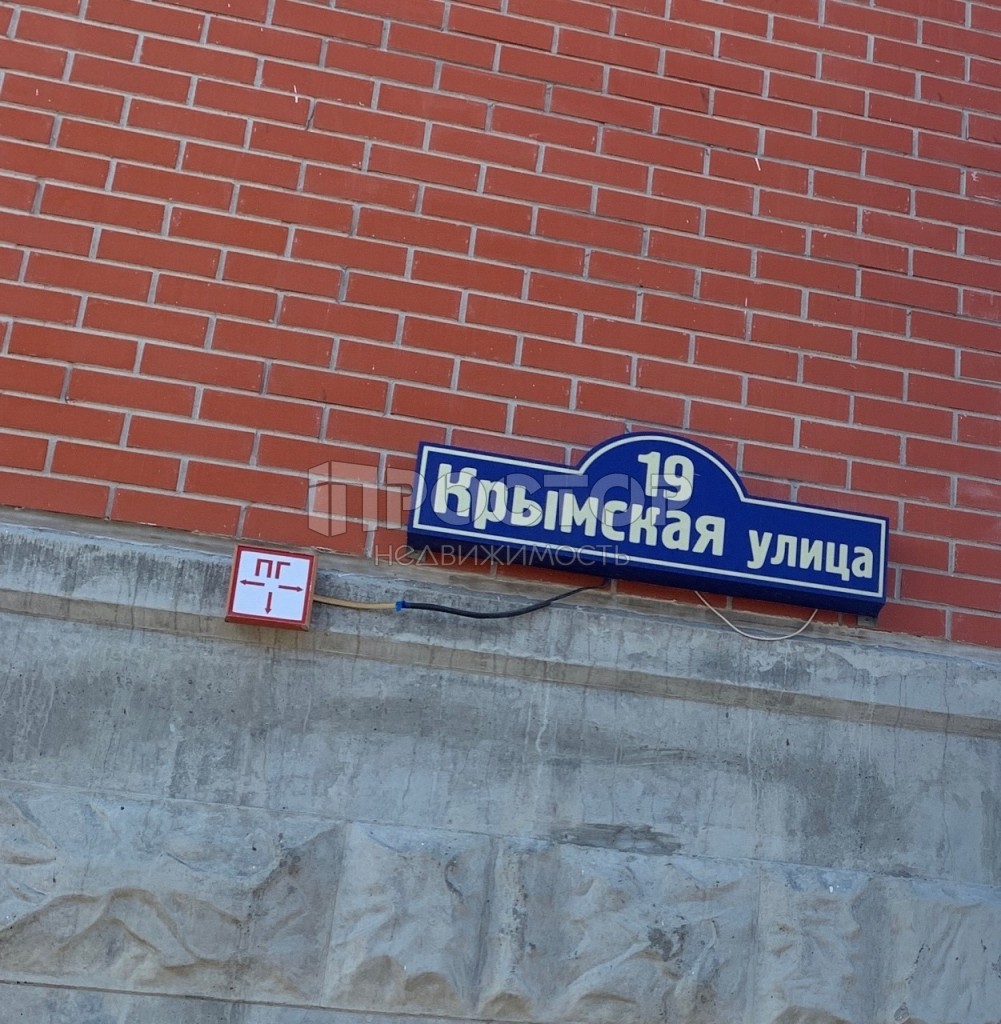 19
Крымская улица
ПГ
ПРОСТОР
недвижимость